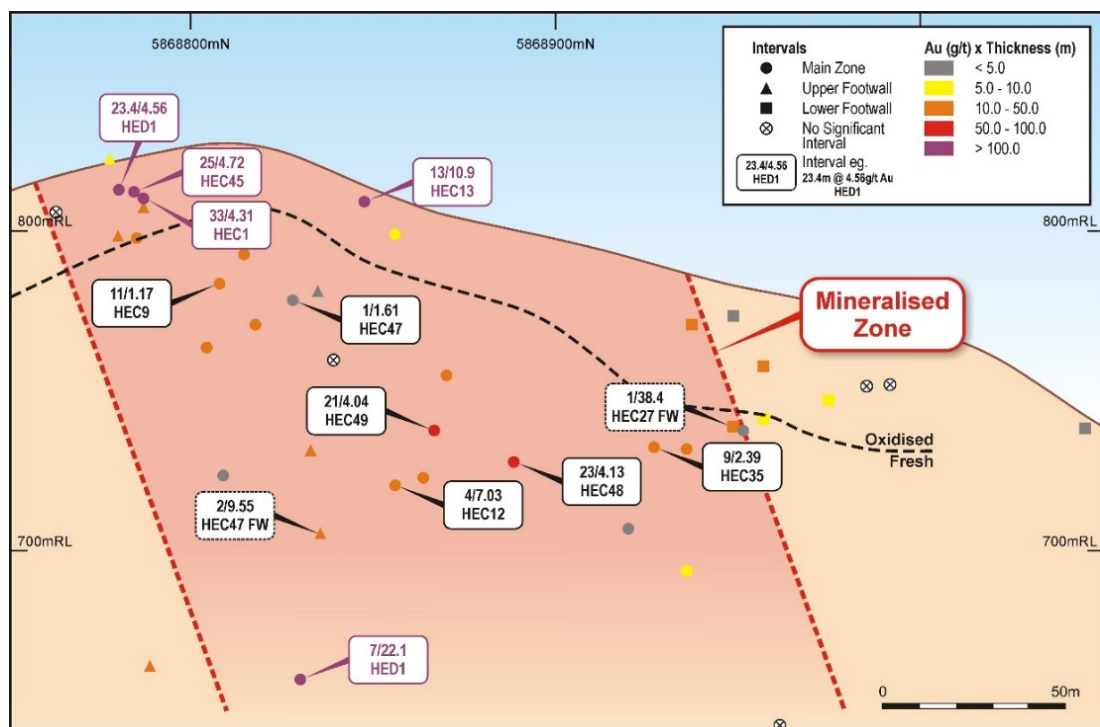 5868800mN
5868900mN
Intervals
Au (g/t) x Thickness (m)
Main Zone
< 5.0
Upper Footwall
5.0 - 10.0
Lower Footwall
10.0 - 50.0
No Significant
Interval
50.0 - 100.0
> 100.0
23.4/4.56
HED1
Interval eg.
23.4m @ 4.56g/t Au
HED1
23.4/4.56
HED1
25/4.72
HEC45
13/10.9
HEC13
33/4.31
HEC1
800mRL
800mRL
11/1.17
HEC9
1/1.61
HEC47
Mineralised
Zone
21/4.04
HEC49
1/38.4
HEC27 FW
Oxidised
Fresh
9/2.39
HEC35
23/4.13
HEC48
4/7.03
HEC12
2/9.55
HEC47 FW
700mRL
700mRL
7/22.1
HED1
0
50m